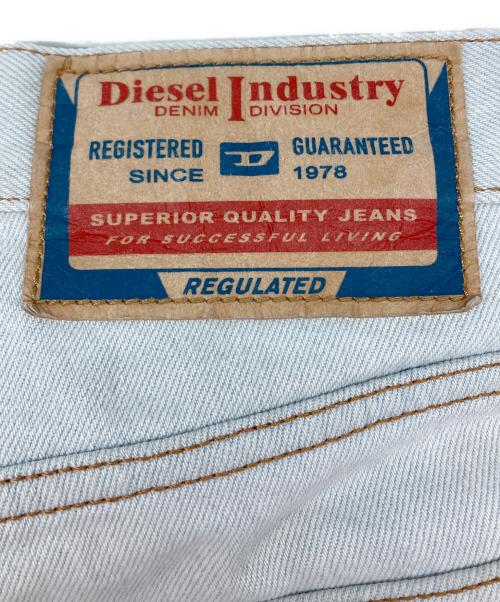 Diesel Industry
DENIM DIVISION
REGISTERED D GUARANTEED
SINCE 1978
SUPERIOR QUALITY JEANS
FOR SUCCESSFUL LIVING
REGULATED